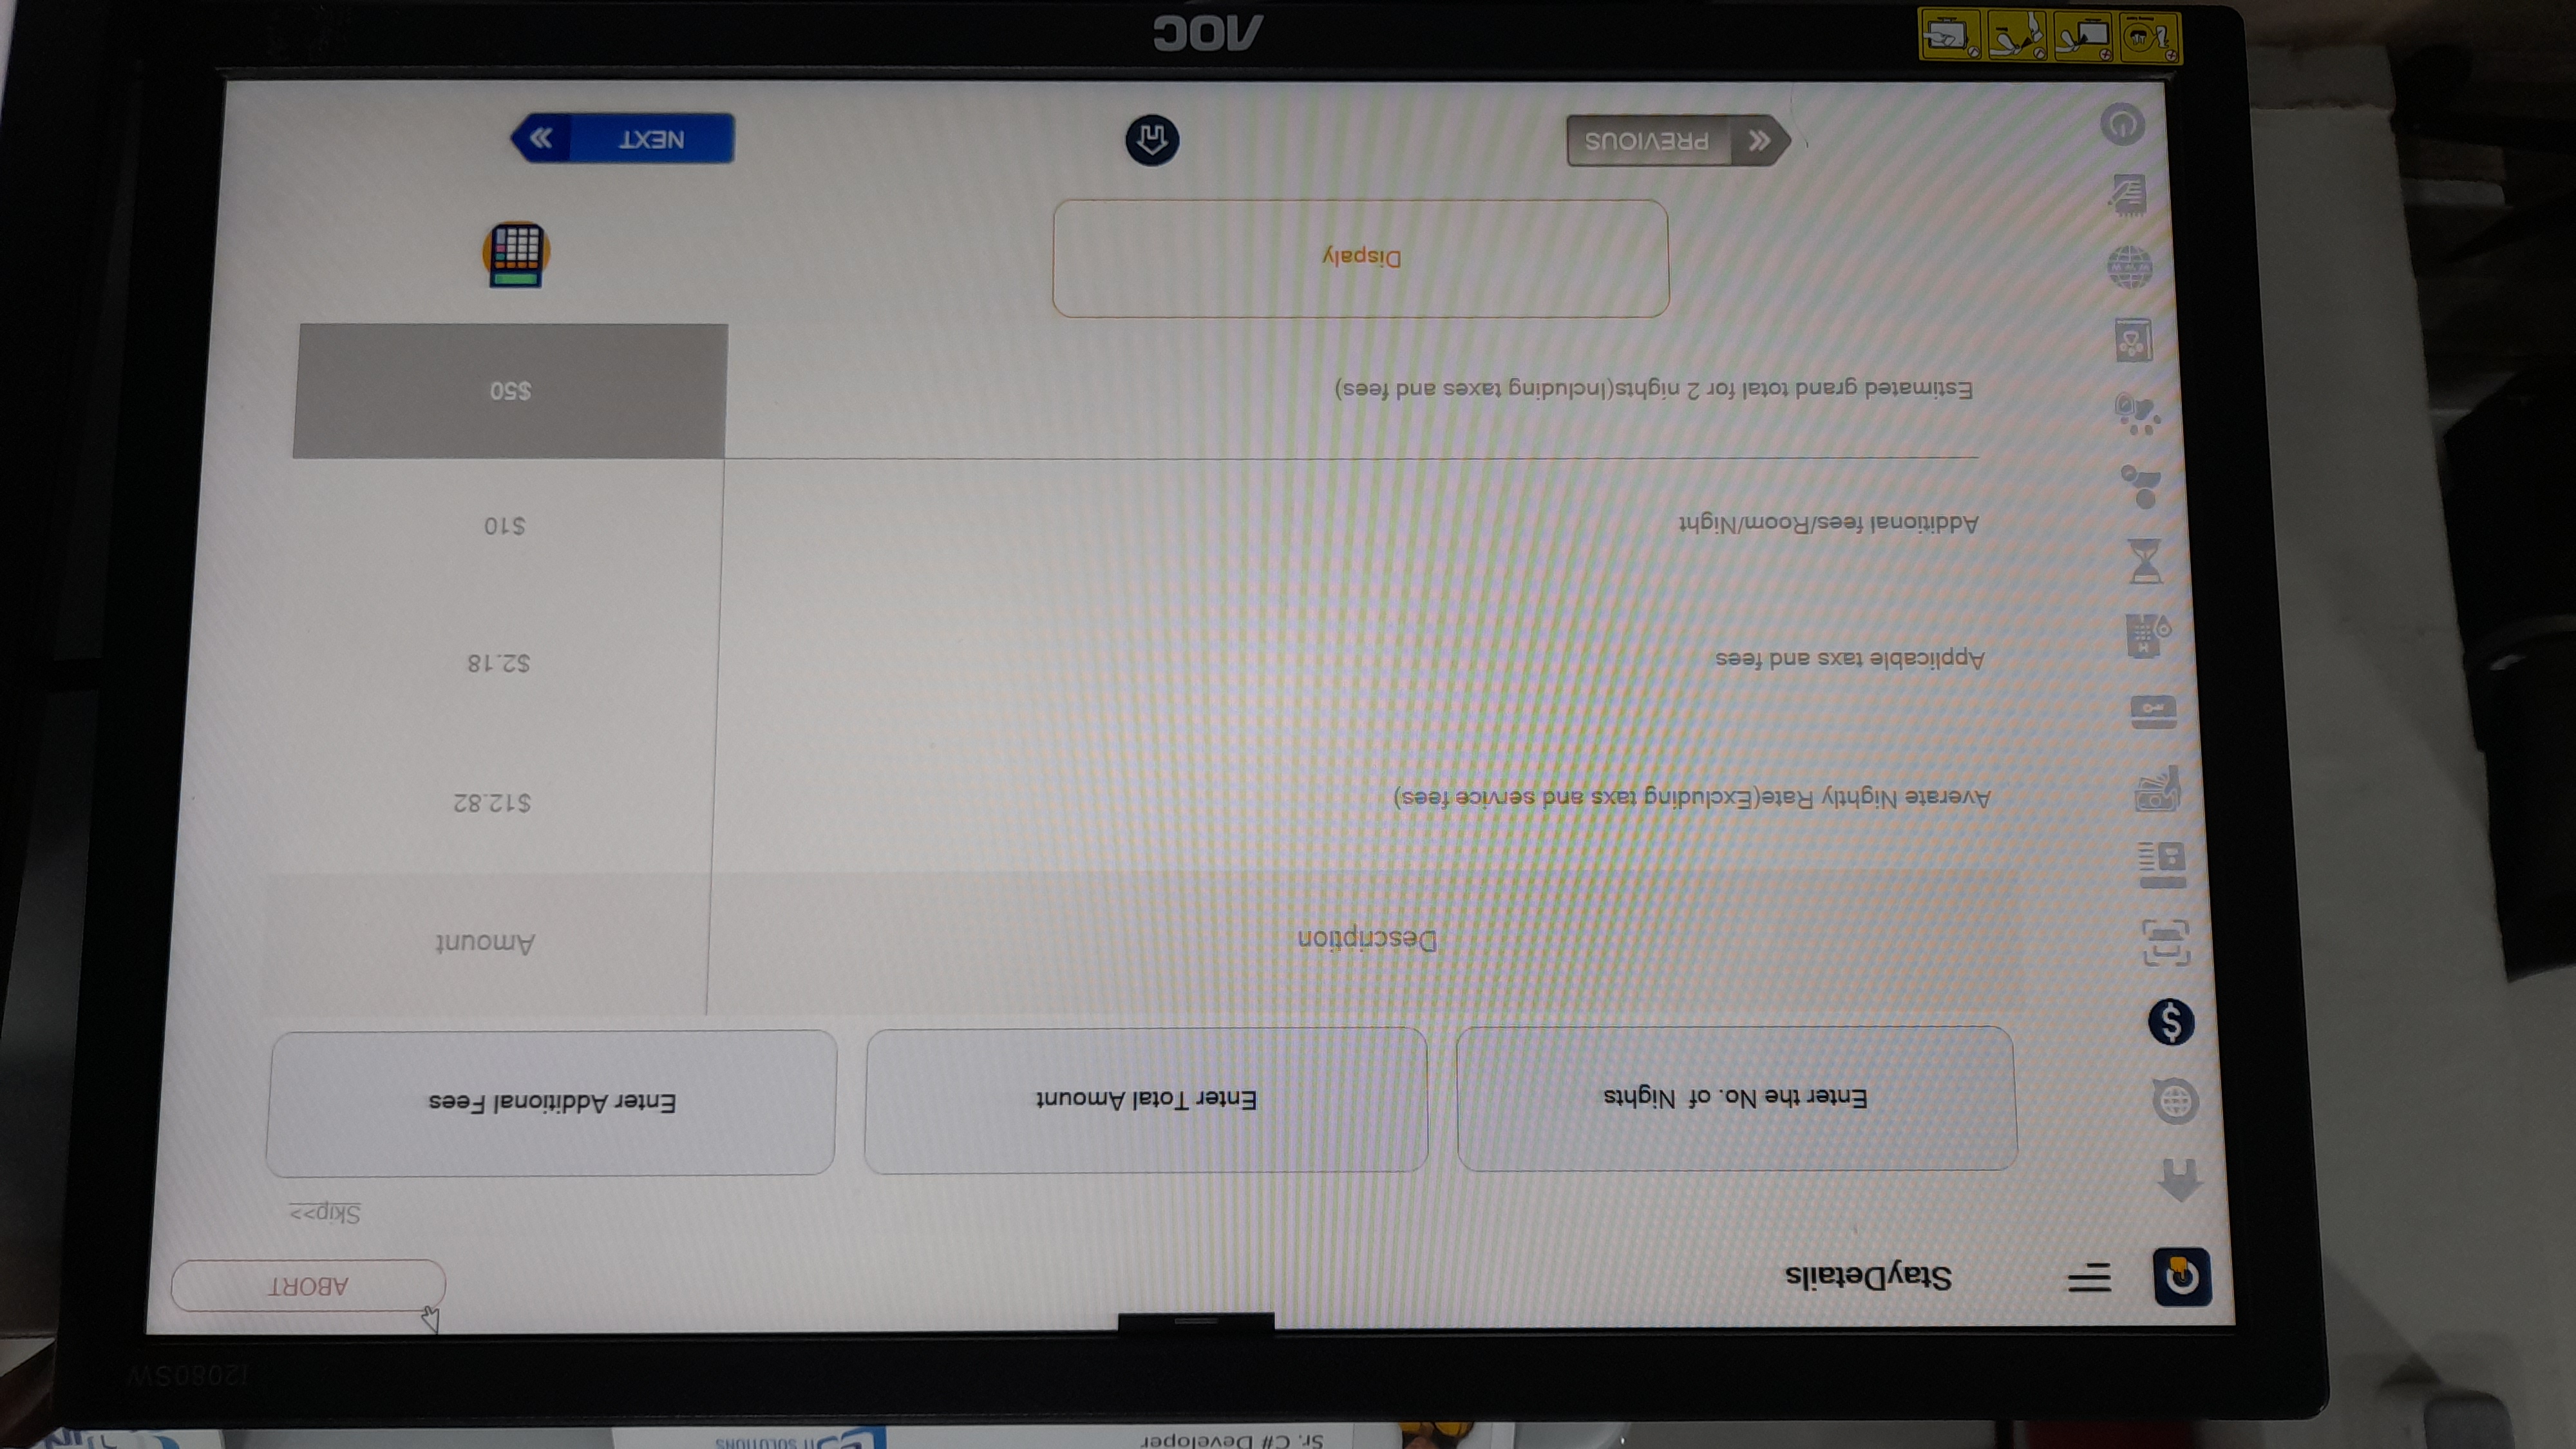 Sr. C# Developer
IT SOLUTIONS
i2080SW
StayDetails
ABORT
Skip>>
Enter the No. of Nights
Enter Total Amount
Enter Additional Fees
Description
Amount
Averate Nightly Rate(Excluding taxs and service fees)
$12.82
Applicable taxs and fees
$2.18
Additional fees/Room/Night
$10
Estimated grand total for 2 nights(Including taxes and fees)
$50
Dispaly
PREVIOUS
NEXT
AOC